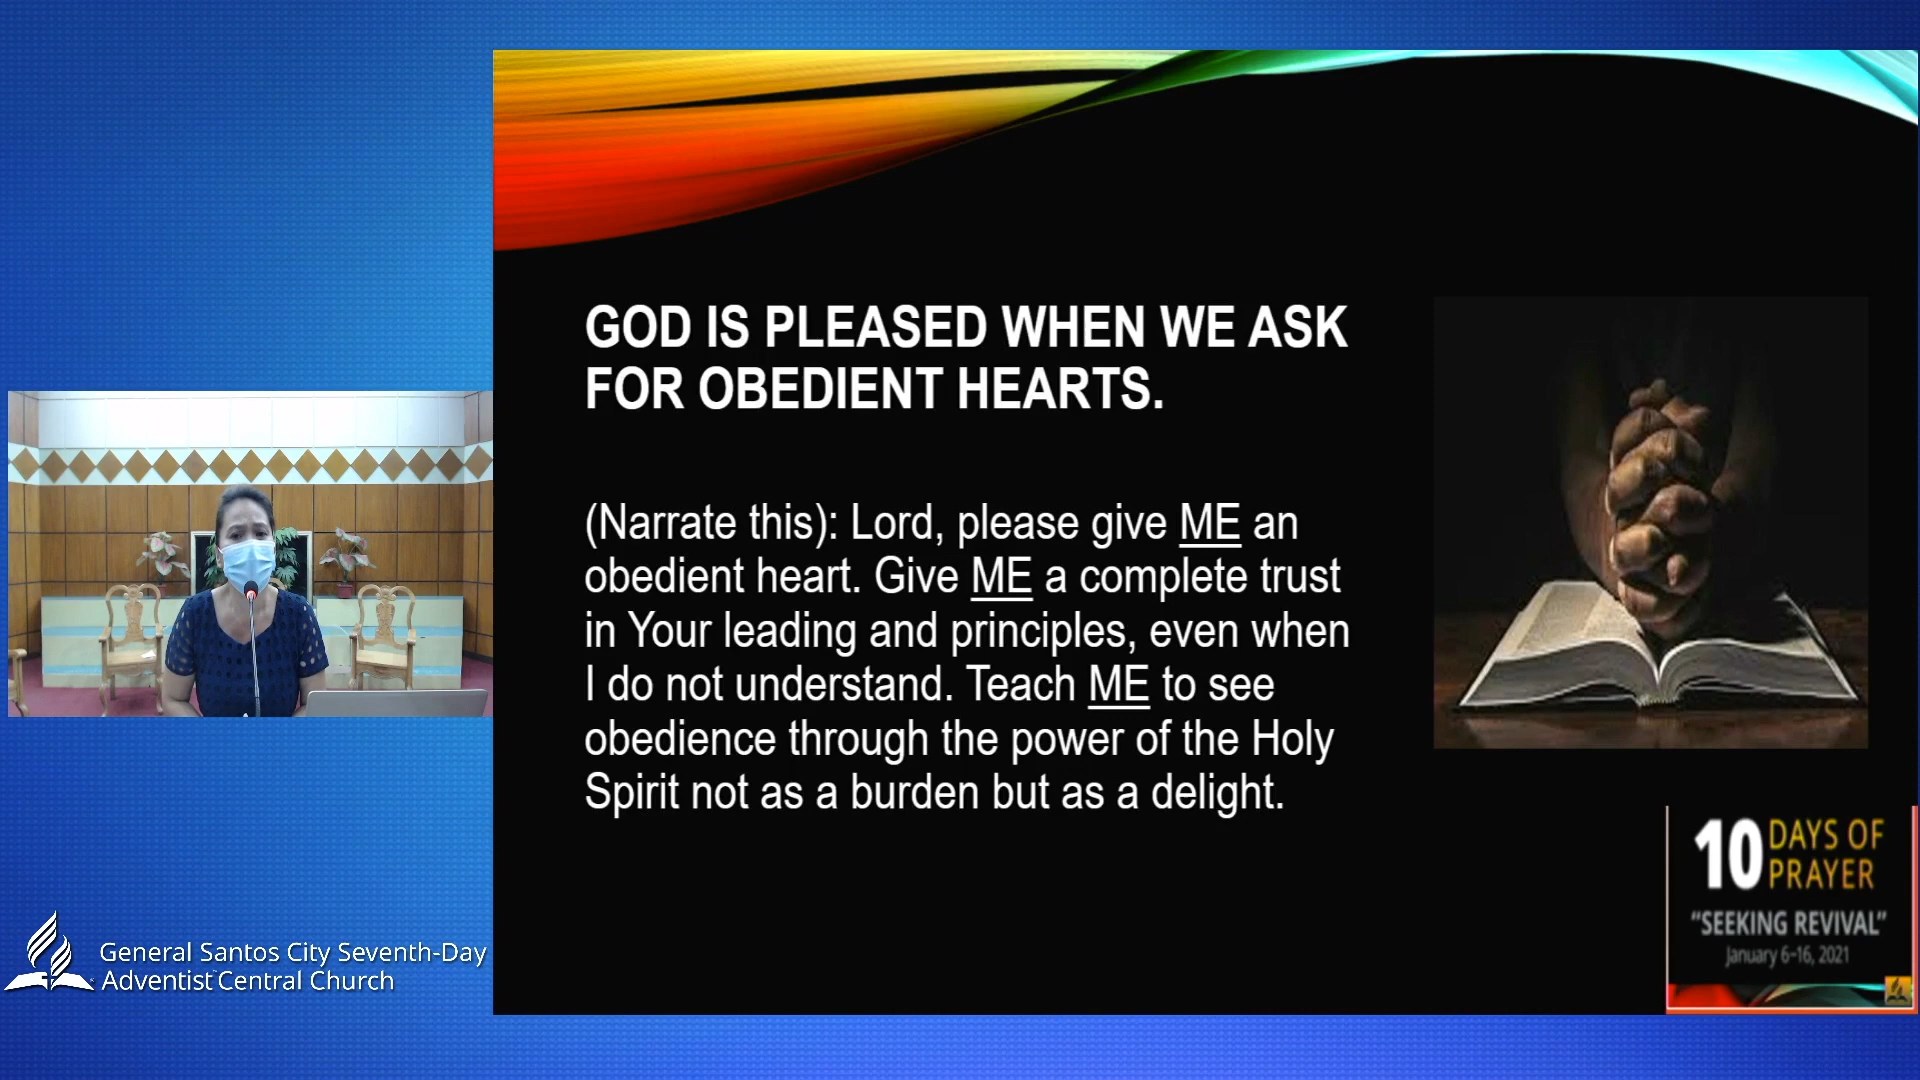 GOD IS PLEASED WHEN WE ASK
FOR OBEDIENT HEARTS.
(Narrate this): Lord, please give ME an
obedient heart. Give ME a complete trust
in Your leading and principles, even when
I do not understand. Teach ME to see
obedience through the power of the Holy
Spirit not as a burden but as a delight.
10 DAYS OF
PRAYER
“SEEKING REVIVAL”
January 6-16, 2021
General Santos City Seventh-Day
Adventist Central Church